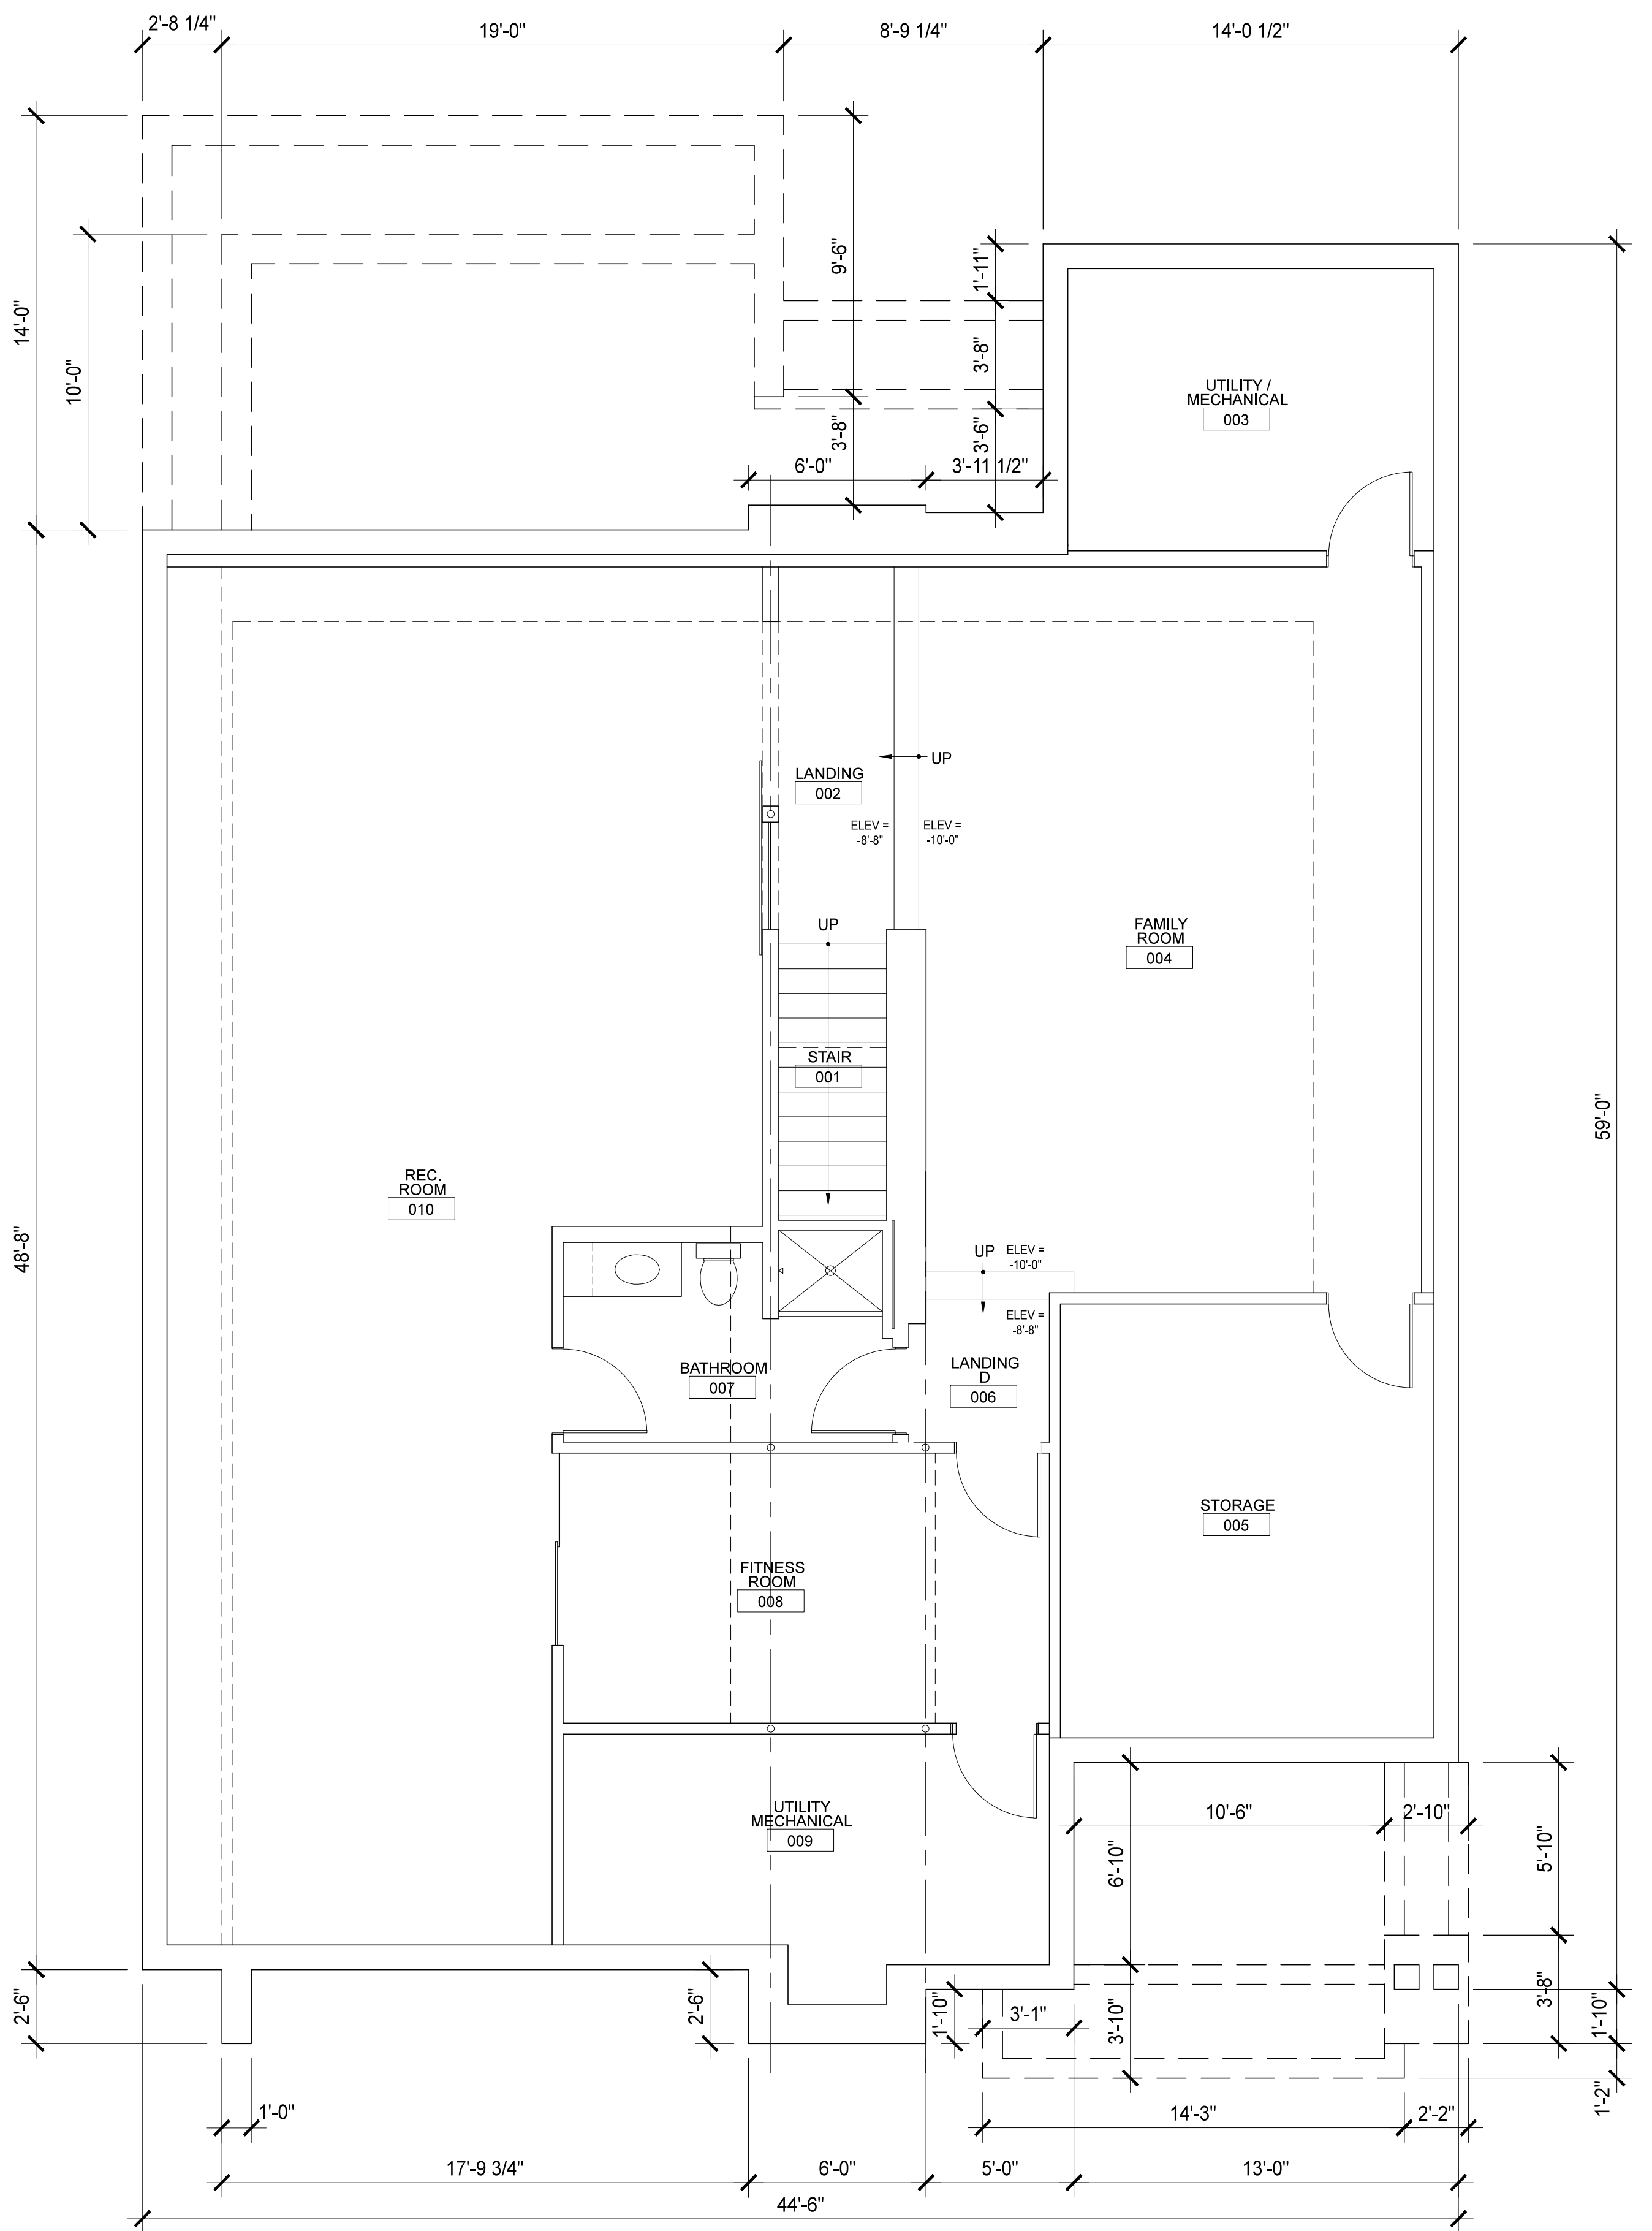 2'-8 1/4"
19'-0"
8'-9 1/4"
14'-0 1/2"
14'-0"
10'-0"
9'-6"
1'-11"
3'-8"
3'-8"
3'-6"
6'-0"
3'-11 1/2"
UTILITY /
MECHANICAL
003
UP
LANDING
002
ELEV =
-8'-8"
ELEV =
-10'-0"
UP
FAMILY
ROOM
004
STAIR
001
59'-0"
REC.
ROOM
010
48'-8"
UP
ELEV =
-10'-0"
ELEV =
-8'-8"
BATHROOM
007
LANDING
D
006
STORAGE
005
FITNESS
ROOM
008
UTILITY
MECHANICAL
009
10'-6"
2'-10"
6'-10"
5'-10"
2'-6"
2'-6"
1'-10"
3'-1"
3'-10"
3'-8"
1'-10"
1'-2"
1'-0"
14'-3"
2'-2"
17'-9 3/4"
6'-0"
5'-0"
13'-0"
44'-6"